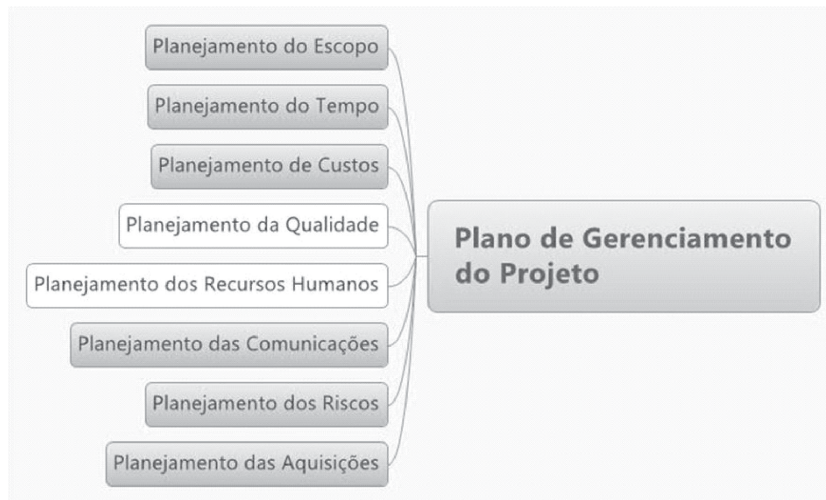 Planejamento do Escopo
Planejamento do Tempo
Planejamento de Custos
Planejamento da Qualidade
Planejamento dos Recursos Humanos
Planejamento das Comunicações
Planejamento dos Riscos
Planejamento das Aquisições
Plano de Gerenciamento
do Projeto